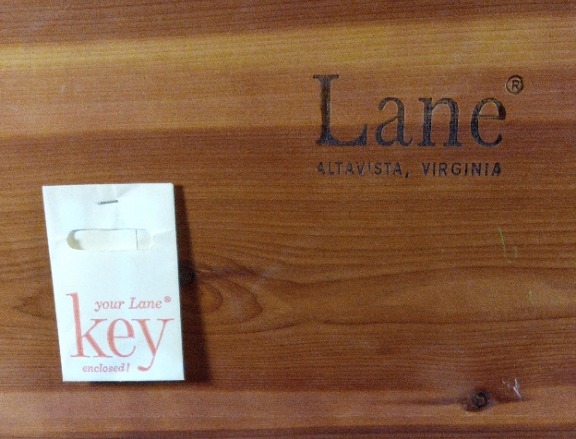 Lane®
ALTAVISTA, VIRGINIA
your Lane®
key
enclosed!